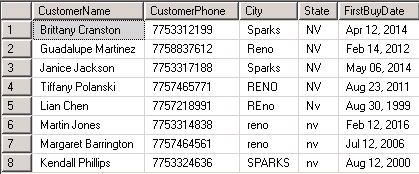 CustomerName CustomerPhone City State FirstBuyDate
1 Brittany Cranston 7753312199 Sparks NV Apr 12, 2014
2 Guadalupe Martinez 7758837612 Reno NV Feb 14, 2012
3 Janice Jackson 7753317188 Sparks NV May 06, 2014
4 Tiffany Polanski 7757465771 RENO NV Aug 23, 2011
5 Lian Chen 7757218991 REno NV Aug 30, 1999
6 Martin Jones 7753314838 reno nv Feb 12, 2016
7 Margaret Barrington 7757464561 reno nv Jul 12, 2006
8 Kendall Phillips 7753324636 SPARKS nv Aug 12, 2000